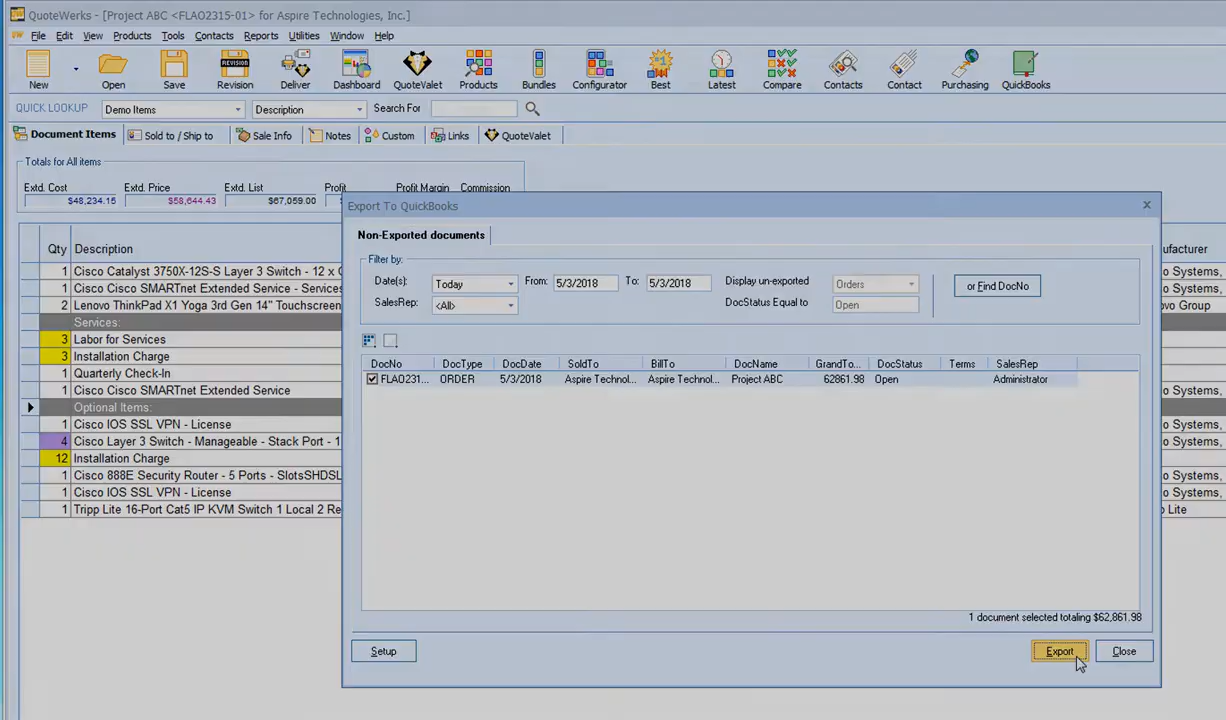 QuoteWerks - [Project ABC <FLAO2315-01> for Aspire Technologies, Inc.]
File Edit View Products Tools Contacts Reports Utilities Window Help
REVISION
New Open Save Revision Deliver Dashboard QuoteValet Products Bundles Configurator Best Latest Compare Contacts Contact Purchasing QuickBooks
QUICK LOOKUP Demo Items Description Search For
Document Items Sold to / Ship to Sale Info Notes Custom Links QuoteValet
Totals for All items
Extd. Cost Extd. Price Extd. List Profit Profit Margin Commission
$48,234.15 $58,644.43 $67,059.00
Export To QuickBooks
Non-Exported documents
Filter by:
Date(s): Today From: 5/3/2018 To: 5/3/2018 Display un-exported Orders or Find DocNo
SalesRep: <All> DocStatus Equal to Open
DocNo DocType DocDate SoldTo BillTo DocName GrandTo... DocStatus Terms SalesRep
FLAO231... ORDER 5/3/2018 Aspire Technol... Aspire Technol... Project ABC 62861.98 Open Administrator
1 document selected totaling $62,861.98
Setup Export Close
Qty Description
1 Cisco Catalyst 3750X-12S-S Layer 3 Switch - 12 x
1 Cisco Cisco SMARTnet Extended Service - Services
2 Lenovo ThinkPad X1 Yoga 3rd Gen 14" Touchscreen
Services:
3 Labor for Services
3 Installation Charge
1 Quarterly Check-In
1 Cisco Cisco SMARTnet Extended Service
Optional Items:
1 Cisco IOS SSL VPN - License
4 Cisco Layer 3 Switch - Manageable - Stack Port - 1
12 Installation Charge
1 Cisco 888E Security Router - 5 Ports - SlotsSHDSL
1 Cisco IOS SSL VPN - License
1 Tripp Lite 16-Port Cat5 IP KVM Switch 1 Local 2 Re
ufacturer
o Systems,
o Systems,
vo Group
o Systems,
o Systems,
o Systems,
o Systems,
o Systems,
o Lite